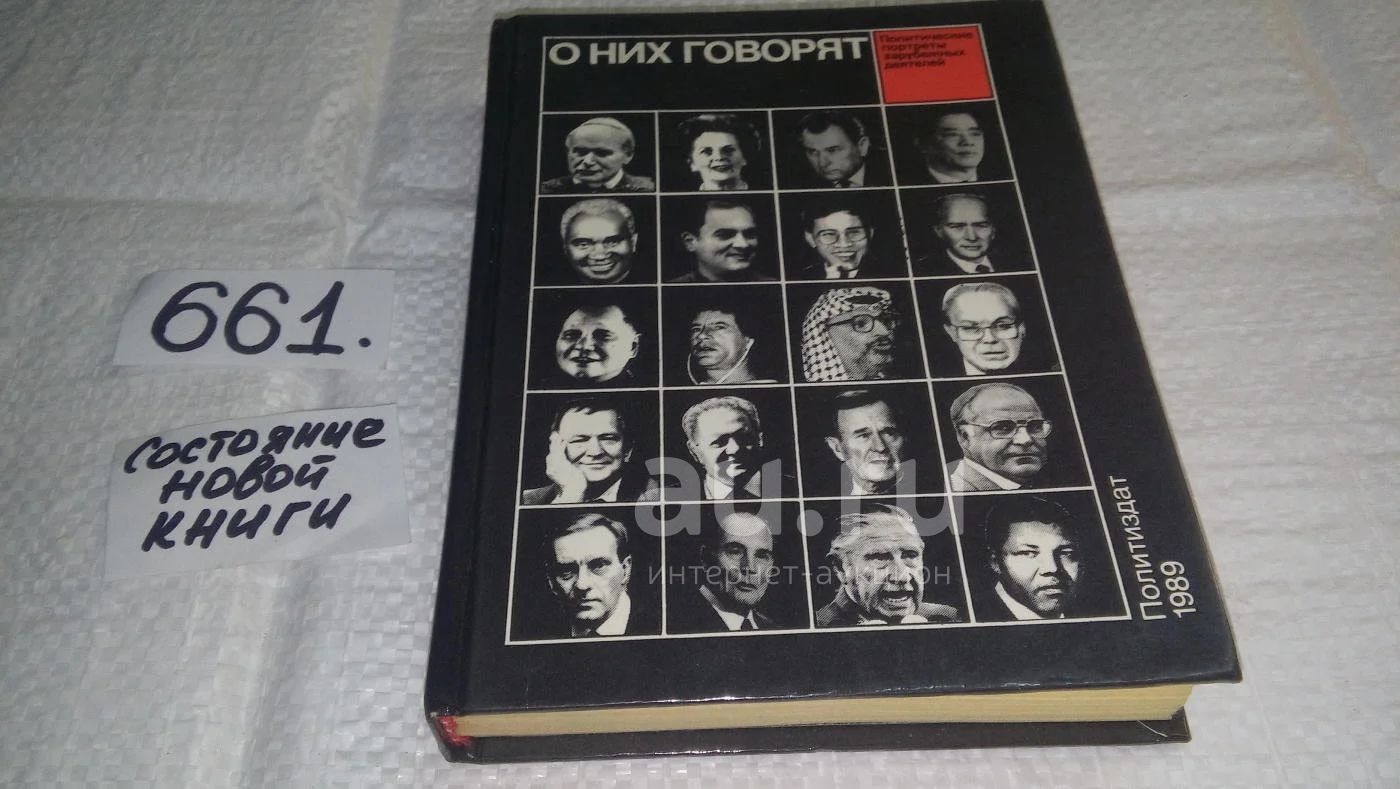 О НИХ ГОВОРЯТ
Политические
портреты
зарубежных
деятелей
661.
состояние
новой
книги
au.ru
интернет-аукцион
Политиздат
1989